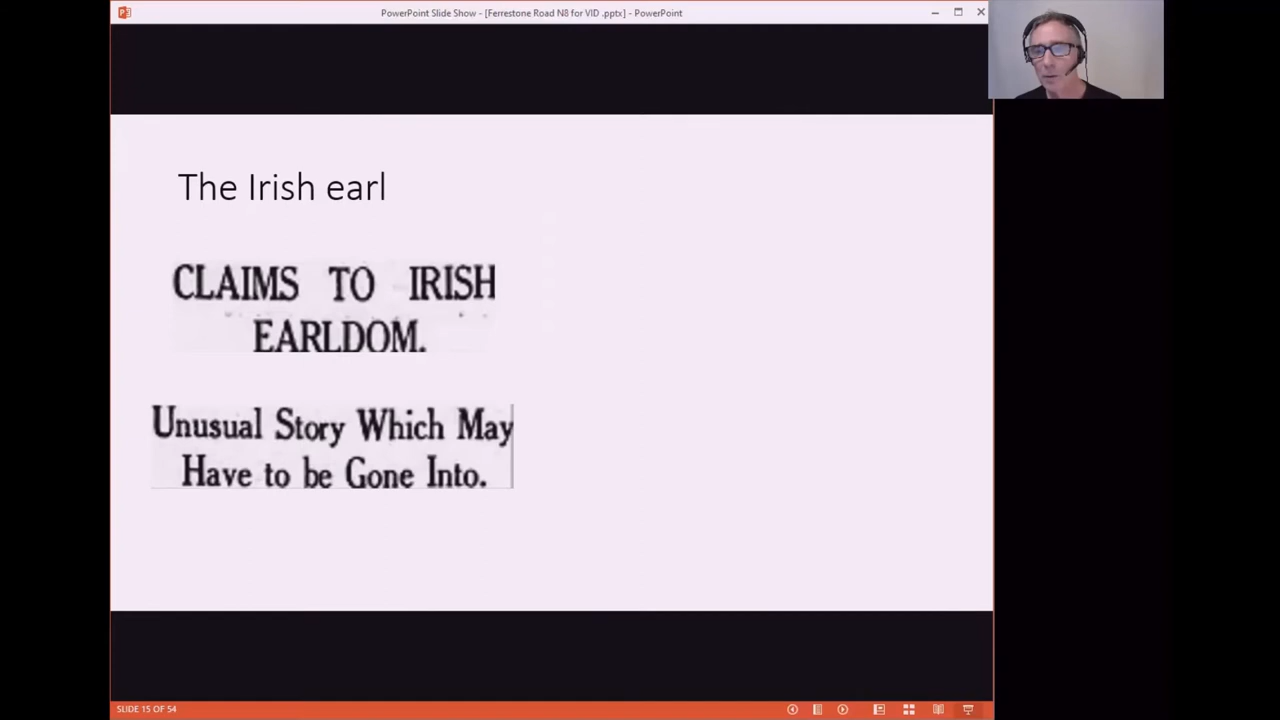 PowerPoint Slide Show - [Ferrestone Road N8 for VID .pptx] - PowerPoint
The Irish earl
CLAIMS TO IRISH
EARLDOM.
Unusual Story Which May
Have to be Gone Into.
SLIDE 15 OF 54